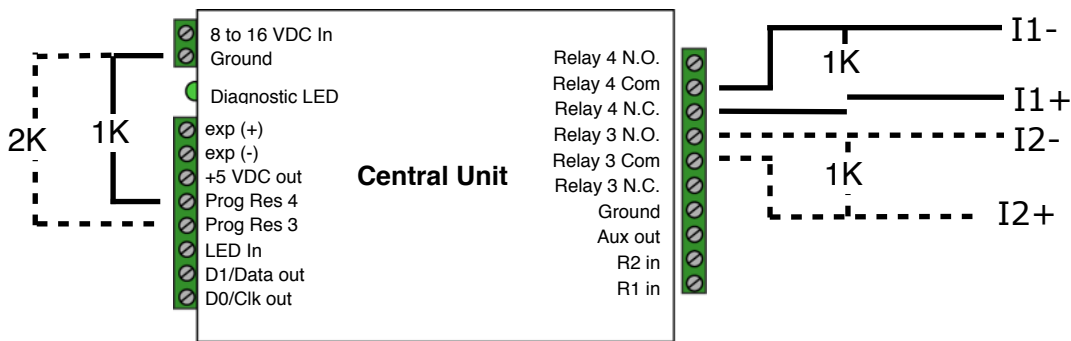 8 to 16 VDC In
Ground
Diagnostic LED
exp (+)
exp (-)
+5 VDC out
Prog Res 4
Prog Res 3
LED In
D1/Data out
D0/Clk out
2K
1K
Central Unit
Relay 4 N.O.
Relay 4 Com
Relay 4 N.C.
Relay 3 N.O.
Relay 3 Com
Relay 3 N.C.
Ground
Aux out
R2 in
R1 in
I1-
1K
I1+
I2-
1K
I2+